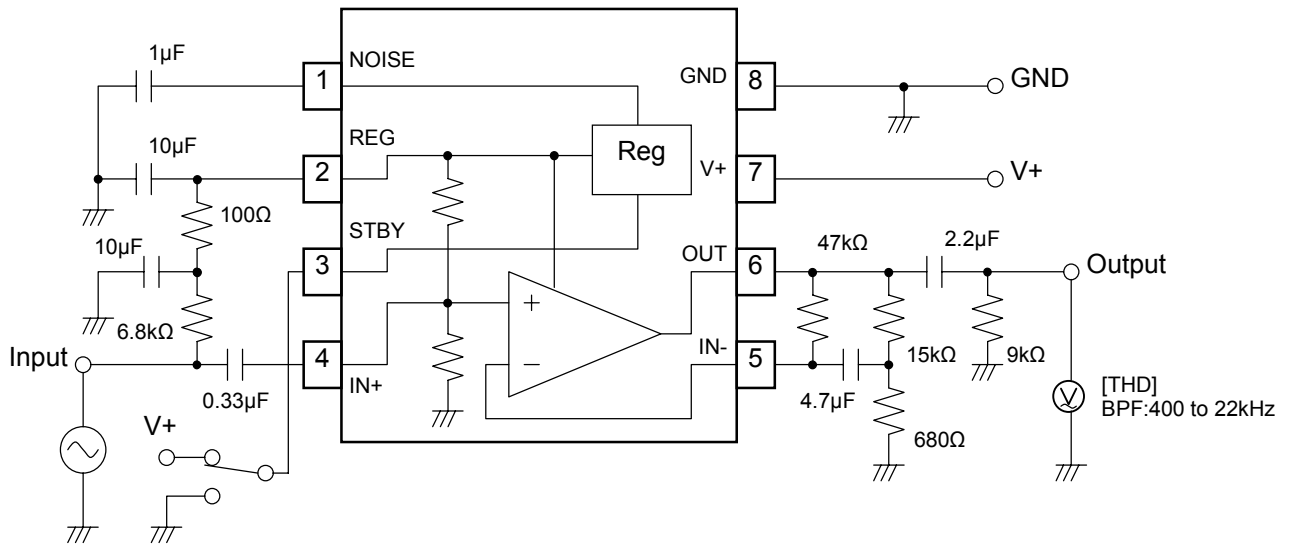 1µF
1
NOISE
GND
8
GND
10µF
2
REG
Reg
V+
7
V+
100Ω
10µF
3
STBY
OUT
6
47kΩ
2.2µF
Output
6.8kΩ
Input
0.33µF
4
IN+
+
−
IN-
5
4.7µF
15kΩ
680Ω
9kΩ
V
[THD]
BPF:400 to 22kHz
V+